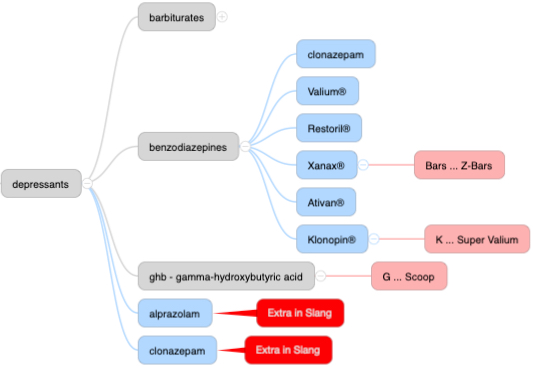 barbiturates
clonazepam
Valium®
benzodiazepines
Restoril®
Xanax®
Bars ... Z-Bars
depressants
Ativan®
Klonopin®
K ... Super Valium
ghb - gamma-hydroxybutyric acid
G ... Scoop
alprazolam
Extra in Slang
clonazepam
Extra in Slang